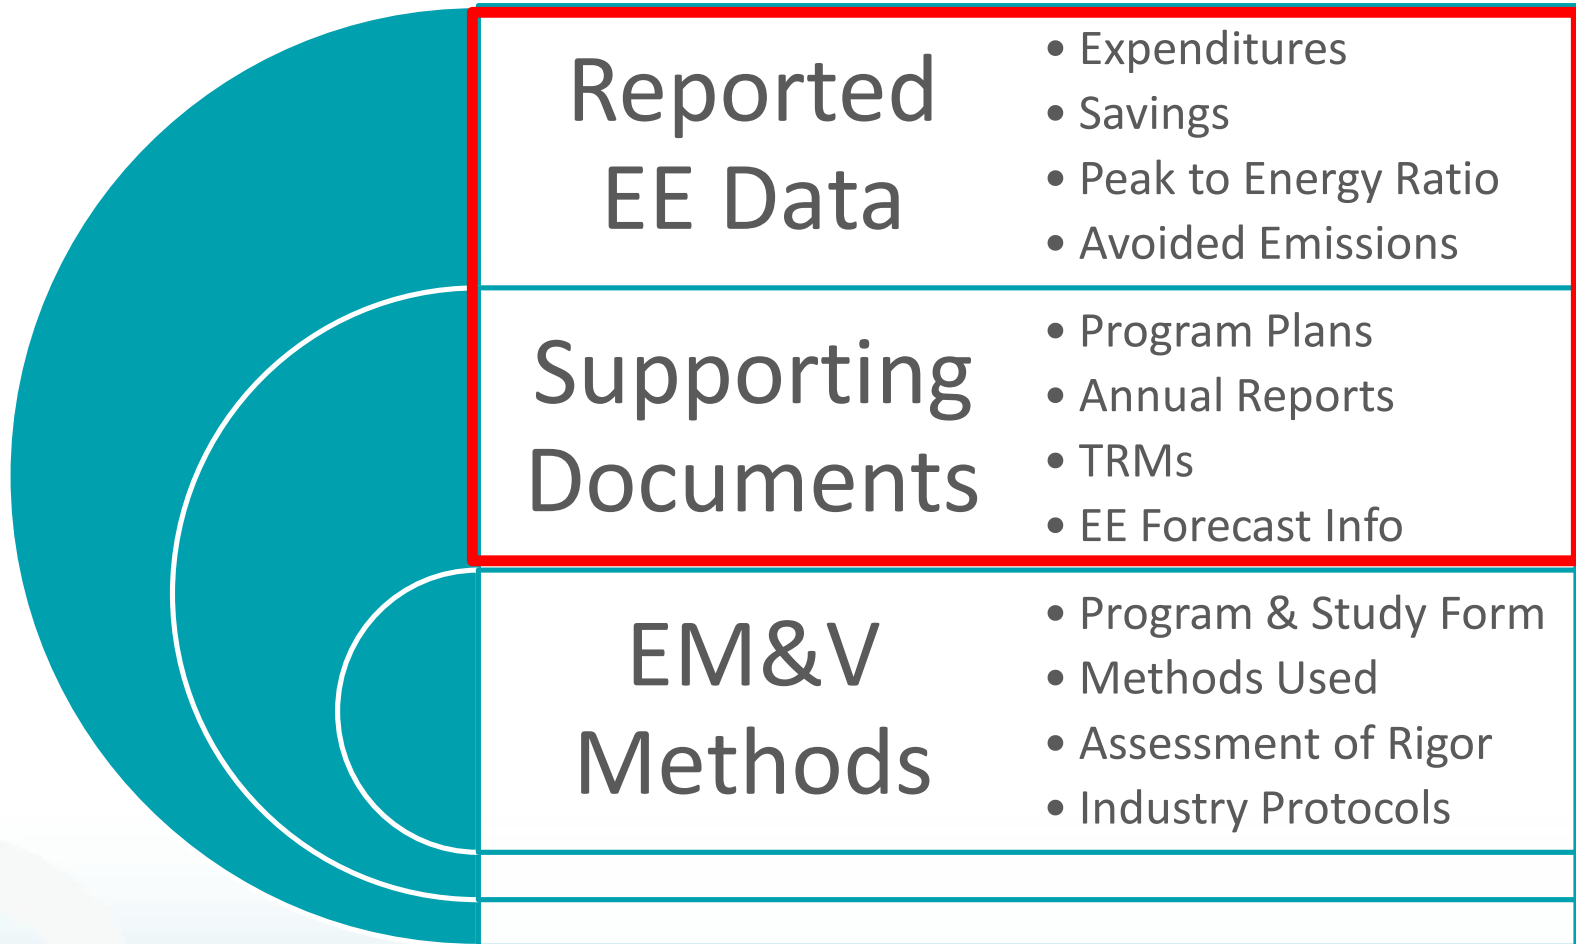 Reported
EE Data
• Expenditures
• Savings
• Peak to Energy Ratio
• Avoided Emissions
Supporting
Documents
• Program Plans
• Annual Reports
• TRMs
• EE Forecast Info
EM&V
Methods
• Program & Study Form
• Methods Used
• Assessment of Rigor
• Industry Protocols